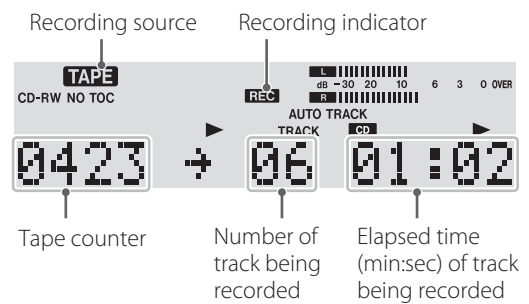 Recording source
Recording indicator
TAPE
CD-RW NO TOC
REC
L
dB -30 20 10 6 3 0 OVER
R
AUTO TRACK
TRACK CD
0423 → 06 01:02
Tape counter
Number of
track being
recorded
Elapsed time
(min:sec) of track
being recorded